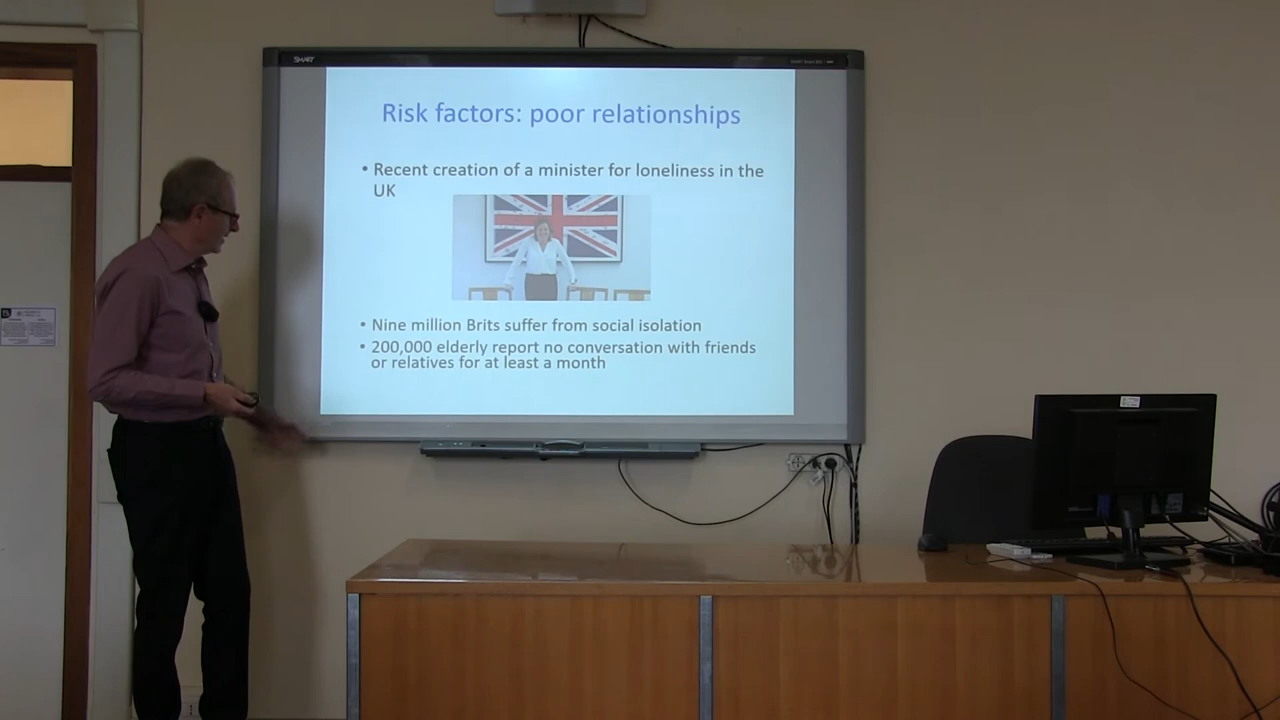 SMART
Risk factors: poor relationships
• Recent creation of a minister for loneliness in the
UK
• Nine million Brits suffer from social isolation
• 200,000 elderly report no conversation with friends
or relatives for at least a month